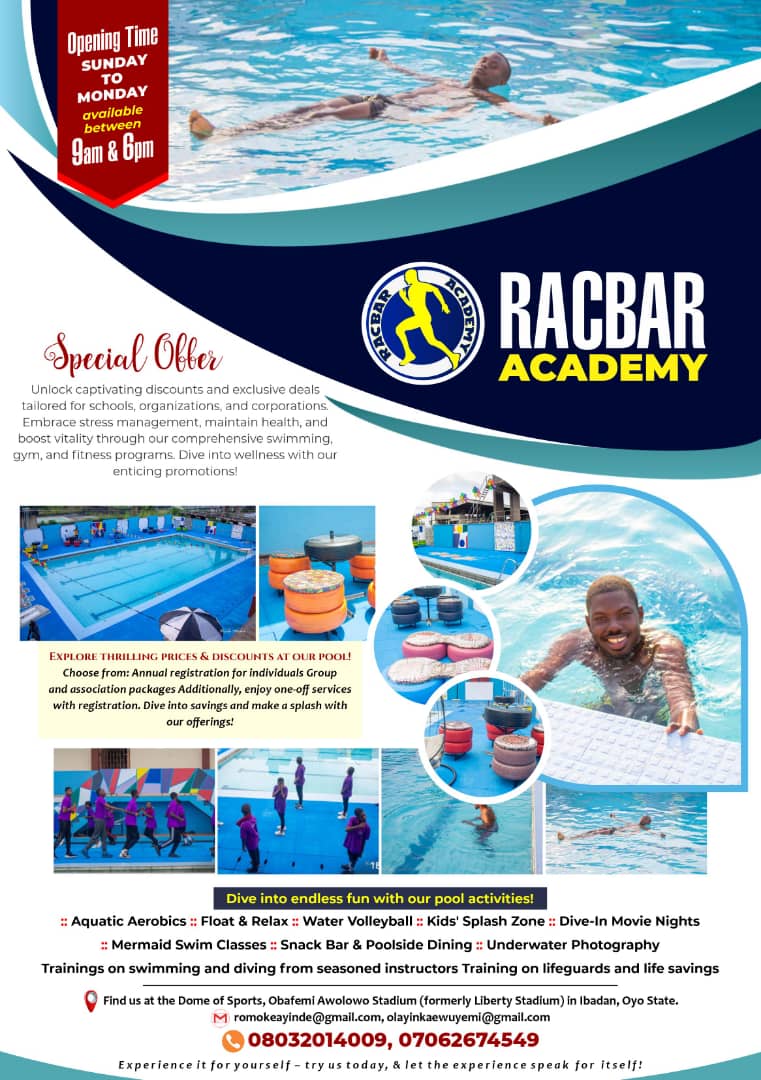 Opening Time
SUNDAY
TO
MONDAY
available
between
9am & 6pm
RACBAR ACADEMY
RACBAR
ACADEMY
Special Offer
Unlock captivating discounts and exclusive deals
tailored for schools, organizations, and corporations.
Embrace stress management, maintain health, and
boost vitality through our comprehensive swimming,
gym, and fitness programs. Dive into wellness with our
enticing promotions!
EXPLORE THRILLING PRICES & DISCOUNTS AT OUR POOL!
Choose from: Annual registration for individuals Group
and association packages Additionally, enjoy one-off services
with registration. Dive into savings and make a splash with
our offerings!
18
Dive into endless fun with our pool activities!
:: Aquatic Aerobics :: Float & Relax :: Water Volleyball :: Kids' Splash Zone :: Dive-In Movie Nights
:: Mermaid Swim Classes :: Snack Bar & Poolside Dining :: Underwater Photography
Trainings on swimming and diving from seasoned instructors Training on lifeguards and life savings
Find us at the Dome of Sports, Obafemi Awolowo Stadium (formerly Liberty Stadium) in Ibadan, Oyo State.
romokeayinde@gmail.com, olayinkaewuyemi@gmail.com
08032014009, 07062674549
Experience it for yourself – try us today, & let the experience speak for itself!